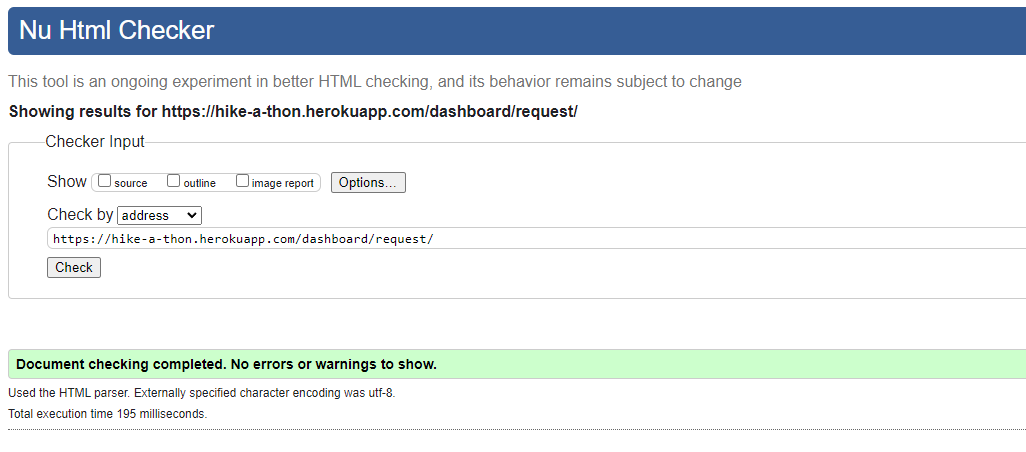 Nu Html Checker
This tool is an ongoing experiment in better HTML checking, and its behavior remains subject to change
Showing results for https://hike-a-thon.herokuapp.com/dashboard/request/
Checker Input
Show source outline image report Options...
Check by address
https://hike-a-thon.herokuapp.com/dashboard/request/
Check
Document checking completed. No errors or warnings to show.
Used the HTML parser. Externally specified character encoding was utf-8.
Total execution time 195 milliseconds.